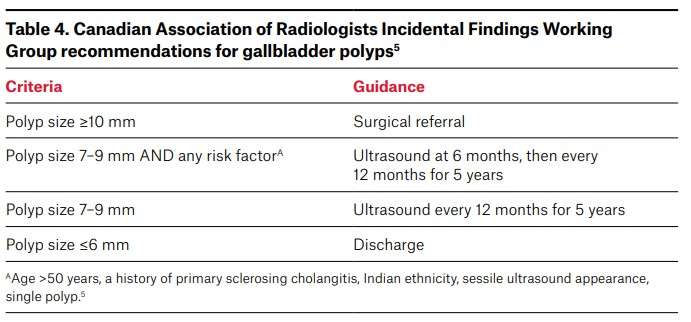 Table 4. Canadian Association of Radiologists Incidental Findings Working
Group recommendations for gallbladder polyps⁵
Criteria Guidance
Polyp size ≥10 mm Surgical referral
Polyp size 7–9 mm AND any risk factorᴬ Ultrasound at 6 months, then every
12 months for 5 years
Polyp size 7–9 mm Ultrasound every 12 months for 5 years
Polyp size ≤6 mm Discharge
ᴬAge >50 years, a history of primary sclerosing cholangitis, Indian ethnicity, sessile ultrasound appearance,
single polyp.⁵